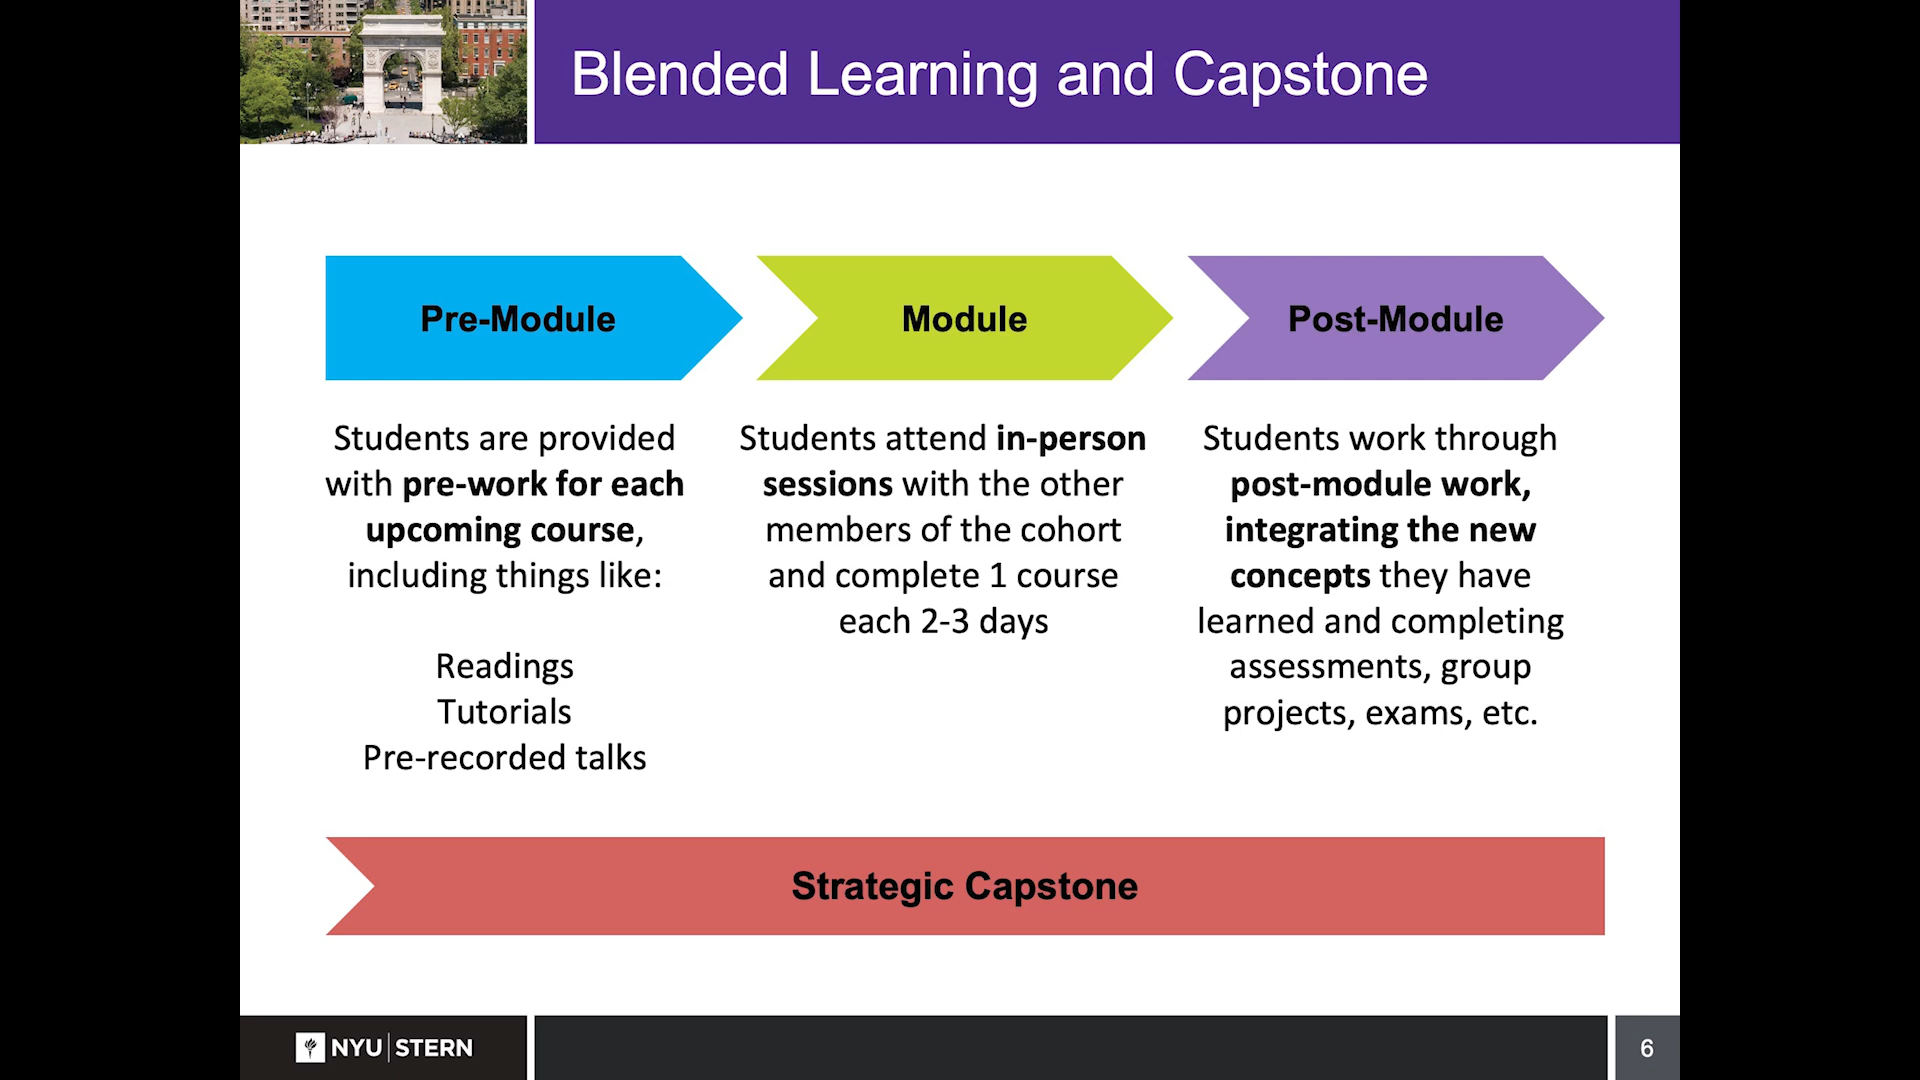 Blended Learning and Capstone
Pre-Module
Module
Post-Module
Students are provided
with pre-work for each
upcoming course,
including things like:
Readings
Tutorials
Pre-recorded talks
Students attend in-person
sessions with the other
members of the cohort
and complete 1 course
each 2-3 days
Students work through
post-module work,
integrating the new
concepts they have
learned and completing
assessments, group
projects, exams, etc.
Strategic Capstone
NYU STERN
6